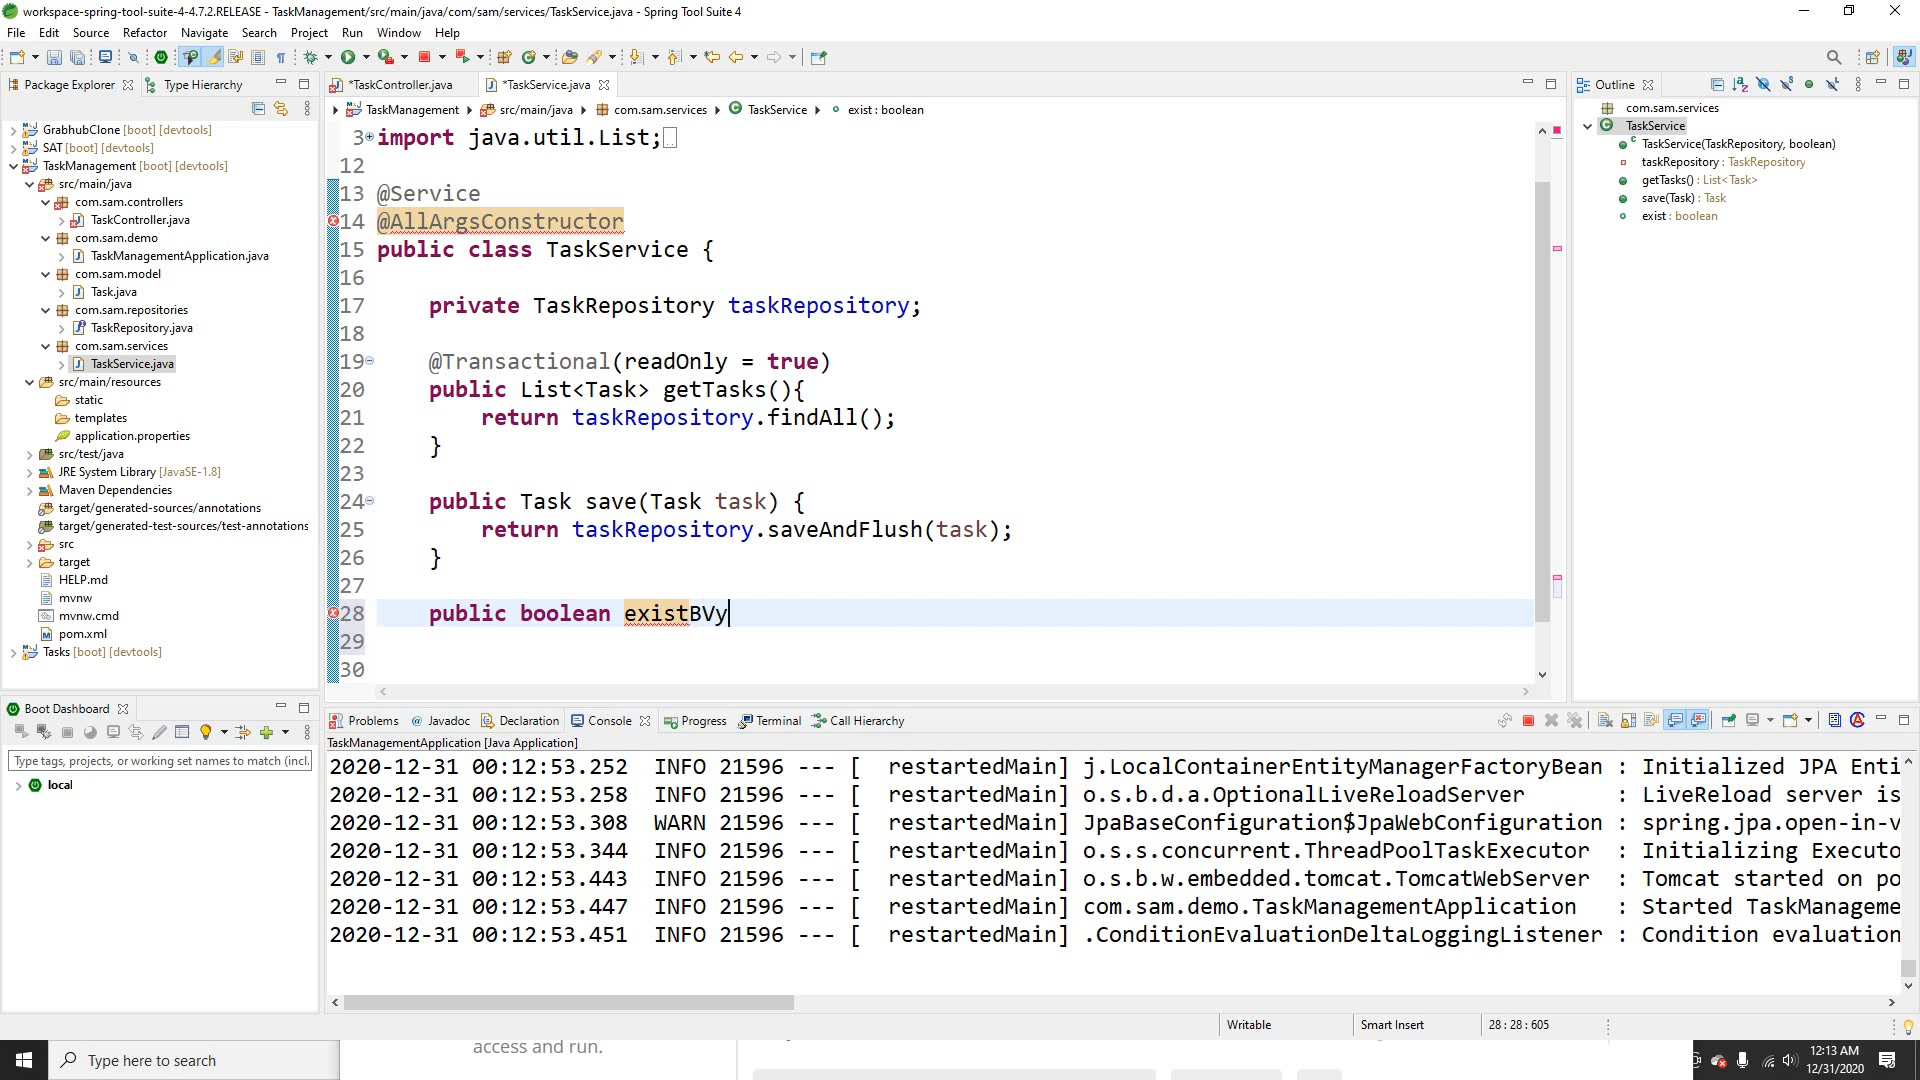 workspace-spring-tool-suite-4-4.7.2.RELEASE - TaskManagement/src/main/java/com/sam/services/TaskService.java - Spring Tool Suite 4
File Edit Source Refactor Navigate Search Project Run Window Help
Package Explorer Type Hierarchy
GrabhubClone [boot] [devtools]
SAT [boot] [devtools]
TaskManagement [boot] [devtools]
src/main/java
com.sam.controllers
TaskController.java
com.sam.demo
TaskManagementApplication.java
com.sam.model
Task.java
com.sam.repositories
TaskRepository.java
com.sam.services
TaskService.java
src/main/resources
static
templates
application.properties
src/test/java
JRE System Library [JavaSE-1.8]
Maven Dependencies
target/generated-sources/annotations
target/generated-test-sources/test-annotations
src
target
HELP.md
mvnw
mvnw.cmd
pom.xml
Tasks [boot] [devtools]
*TaskController.java *TaskService.java
TaskManagement src/main/java com.sam.services TaskService exist : boolean
3 import java.util.List;
12
13 @Service
14 @AllArgsConstructor
15 public class TaskService {
16
17 private TaskRepository taskRepository;
18
19 @Transactional(readOnly = true)
20 public List<Task> getTasks(){
21 return taskRepository.findAll();
22 }
23
24 public Task save(Task task) {
25 return taskRepository.saveAndFlush(task);
26 }
27
28 public boolean existBVy
29
30
Outline
com.sam.services
TaskService
TaskService(TaskRepository, boolean)
taskRepository : TaskRepository
getTasks() : List<Task>
save(Task) : Task
exist : boolean
Boot Dashboard
Type tags, projects, or working set names to match (incl.
local
Problems Javadoc Declaration Console Progress Terminal Call Hierarchy
TaskManagementApplication [Java Application]
2020-12-31 00:12:53.252 INFO 21596 --- [ restartedMain] j.LocalContainerEntityManagerFactoryBean : Initialized JPA Enti
2020-12-31 00:12:53.258 INFO 21596 --- [ restartedMain] o.s.b.d.a.OptionalLiveReloadServer : LiveReload server is
2020-12-31 00:12:53.308 WARN 21596 --- [ restartedMain] JpaBaseConfiguration$JpaWebConfiguration : spring.jpa.open-in-v
2020-12-31 00:12:53.344 INFO 21596 --- [ restartedMain] o.s.s.concurrent.ThreadPoolTaskExecutor : Initializing Executo
2020-12-31 00:12:53.443 INFO 21596 --- [ restartedMain] o.s.b.w.embedded.tomcat.TomcatWebServer : Tomcat started on po
2020-12-31 00:12:53.447 INFO 21596 --- [ restartedMain] com.sam.demo.TaskManagementApplication : Started TaskManageme
2020-12-31 00:12:53.451 INFO 21596 --- [ restartedMain] .ConditionEvaluationDeltaLoggingListener : Condition evaluation
Writable Smart Insert 28 : 28 : 605
access and run.
Type here to search
12:13 AM
12/31/2020